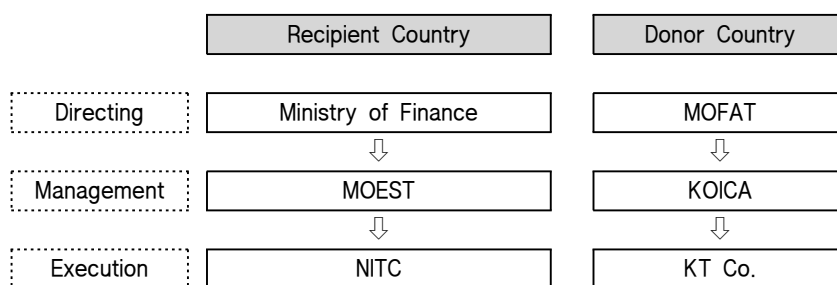 Recipient Country Donor Country
Directing Ministry of Finance MOFAT
Management MOEST KOICA
Execution NITC KT Co.